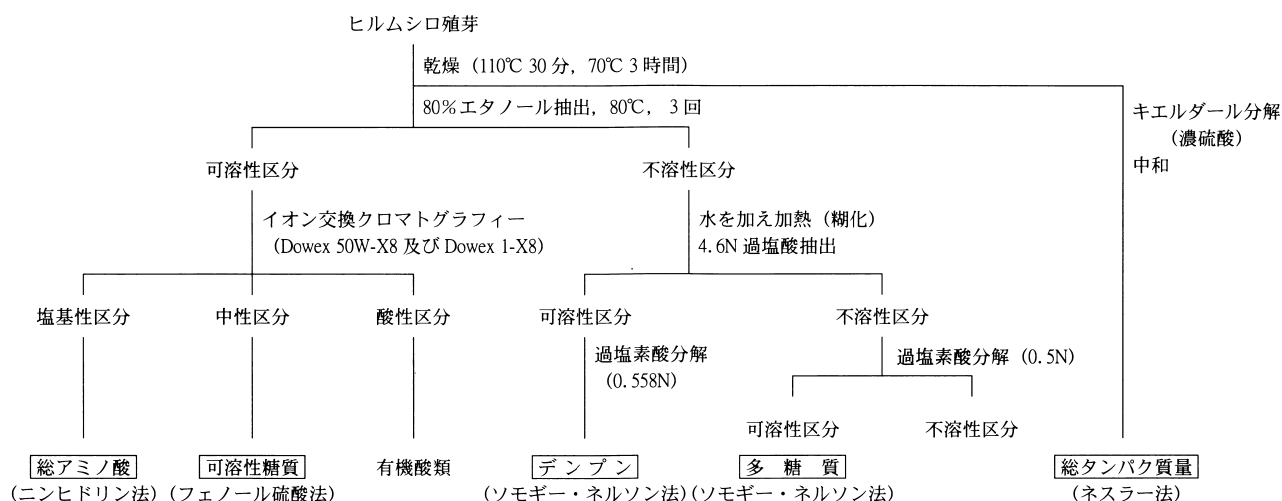 ヒルムシロ殖芽
乾燥(110℃ 30分,70℃ 3時間)
80%エタノール抽出,80℃,3回
キエルダール分解
(濃硫酸)
中和
可溶性区分
不溶性区分
イオン交換クロマトグラフィー
(Dowex 50W-X8 及び Dowex 1-X8)
水を加え加熱(糊化)
4.6N 過塩酸抽出
塩基性区分
中性区分
酸性区分
可溶性区分
不溶性区分
過塩素酸分解
(0.558N)
過塩素酸分解(0.5N)
可溶性区分
不溶性区分
総アミノ酸
可溶性糖質
有機酸類
デンプン
多糖質
総タンパク質量
(ニンヒドリン法)
(フェノール硫酸法)
(ソモギー・ネルソン法)
(ソモギー・ネルソン法)
(ネスラー法)